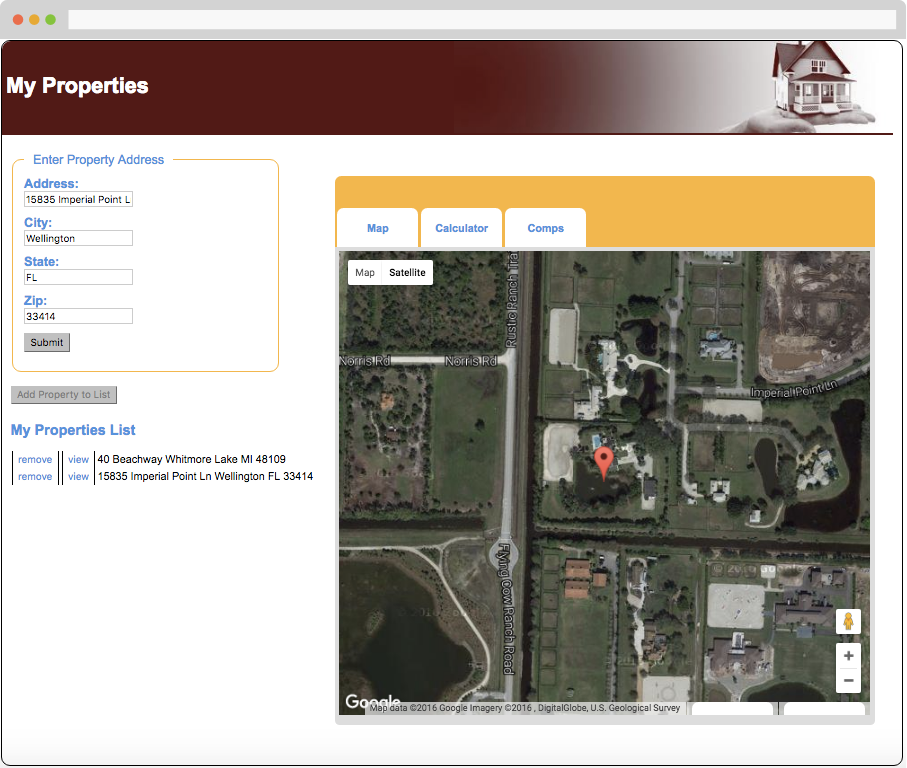 My Properties
Enter Property Address
Address:
15835 Imperial Point L
City:
Wellington
State:
FL
Zip:
33414
Submit
Add Property to List
My Properties List
remove view 40 Beachway Whitmore Lake MI 48109
remove view 15835 Imperial Point Ln Wellington FL 33414
Map Calculator Comps
Map Satellite
Rustic Ranch Trac
Norris Rd Norris Rd
Imperial Point Ln
Flying Cow Ranch Road
Google
Map data ©2016 Google Imagery ©2016 , DigitalGlobe, U.S. Geological Survey